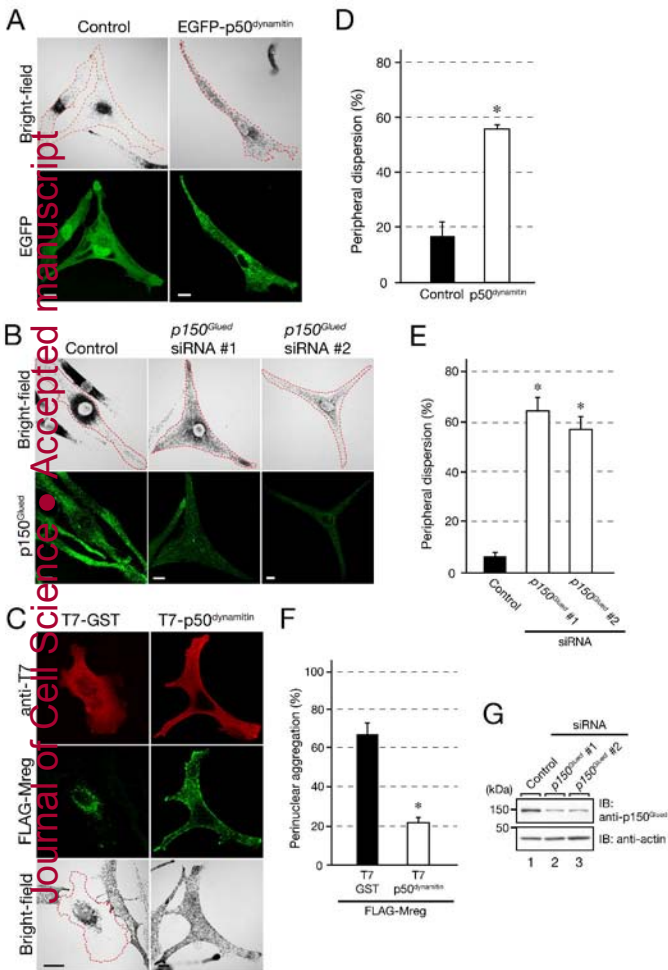 A
Control
EGFP-p50dynamitin
Bright-field
EGFP
B
Control
p150Glued
siRNA #1
p150Glued
siRNA #2
Bright-field
p150Glued
C
T7-GST
T7-p50dynamitin
anti-T7
FLAG-Mreg
Bright-field
Journal of Cell Science • Accepted manuscript
D
Peripheral dispersion (%)
80
60
40
20
0
*
Control
p50dynamitin
E
Peripheral dispersion (%)
80
60
40
20
0
*
*
Control
p150Glued #1
p150Glued #2
siRNA
F
Perinuclear aggregation (%)
100
80
60
40
20
0
*
T7
GST
T7
p50dynamitin
FLAG-Mreg
G
siRNA
Control
p150Glued #1
p150Glued #2
(kDa)
150
50
IB:
anti-p150Glued
IB: anti-actin
1 2 3